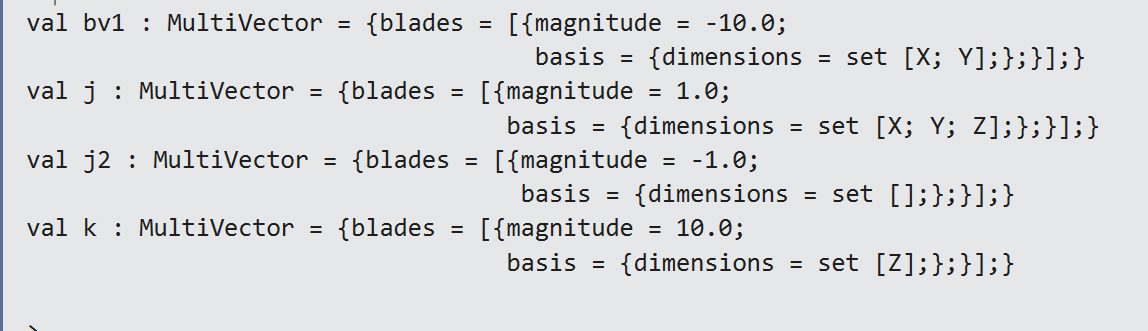 val bv1 : MultiVector = {blades = [{magnitude = -10.0;
basis = {dimensions = set [X; Y];};}];}
val j : MultiVector = {blades = [{magnitude = 1.0;
basis = {dimensions = set [X; Y; Z];};}];}
val j2 : MultiVector = {blades = [{magnitude = -1.0;
basis = {dimensions = set [];};}];}
val k : MultiVector = {blades = [{magnitude = 10.0;
basis = {dimensions = set [Z];};}];}